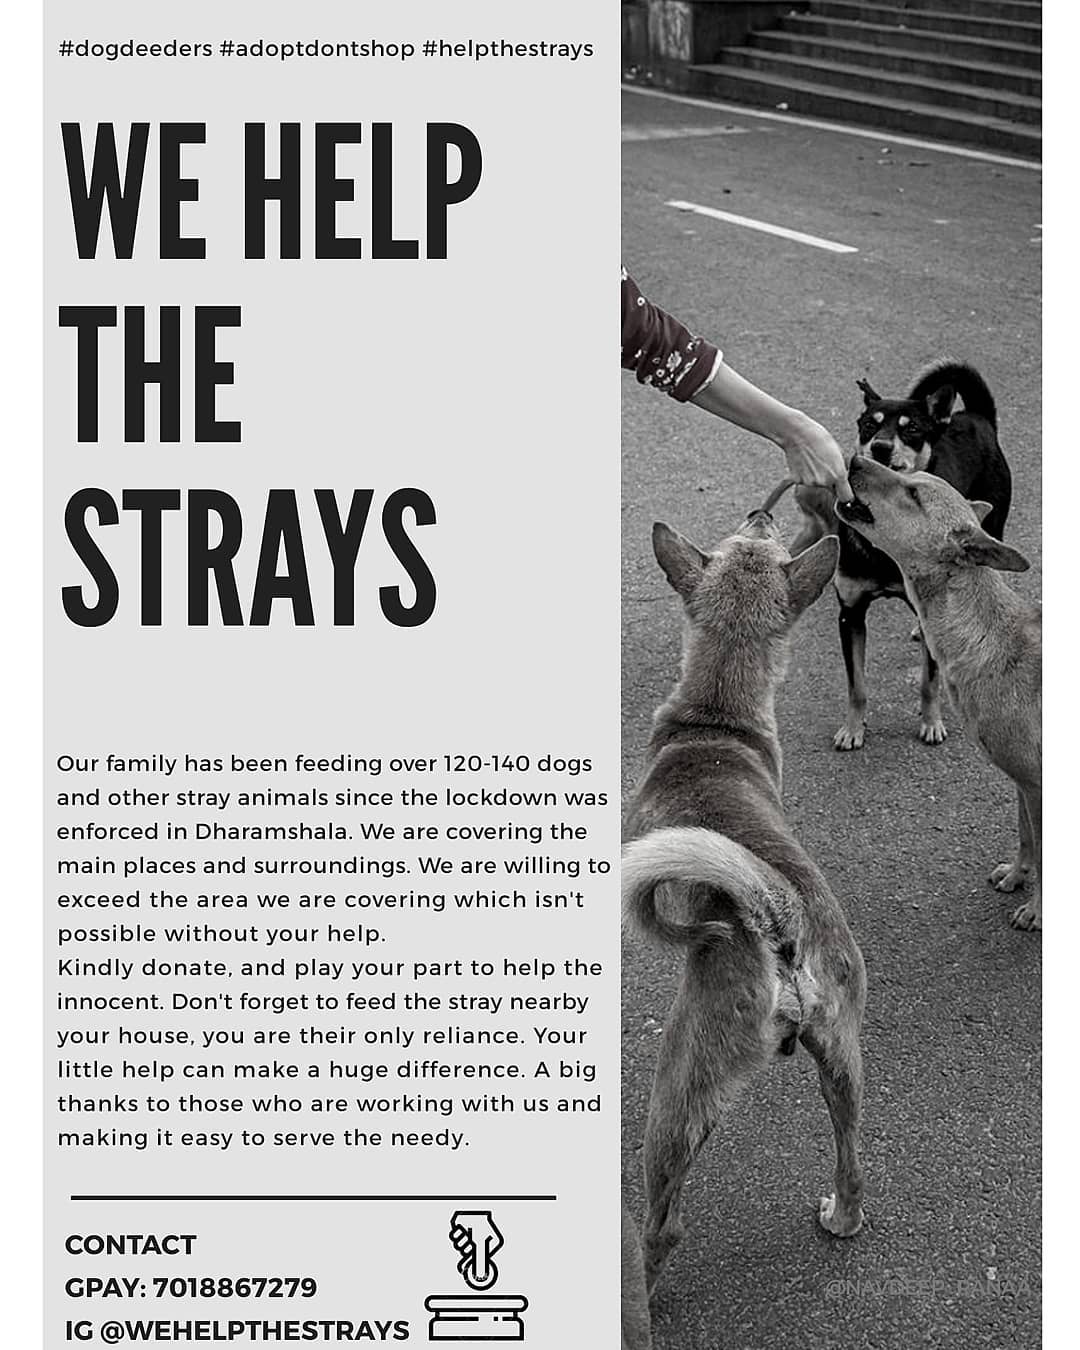 #dogdeeders #adoptdontshop #helpthestrays
WE HELP
THE
STRAYS
Our family has been feeding over 120-140 dogs
and other stray animals since the lockdown was
enforced in Dharamshala. We are covering the
main places and surroundings. We are willing to
exceed the area we are covering which isn't
possible without your help.
Kindly donate, and play your part to help the
innocent. Don't forget to feed the stray nearby
your house, you are their only reliance. Your
little help can make a huge difference. A big
thanks to those who are working with us and
making it easy to serve the needy.
CONTACT
GPAY: 7018867279
IG @WEHELPTHESTRAYS